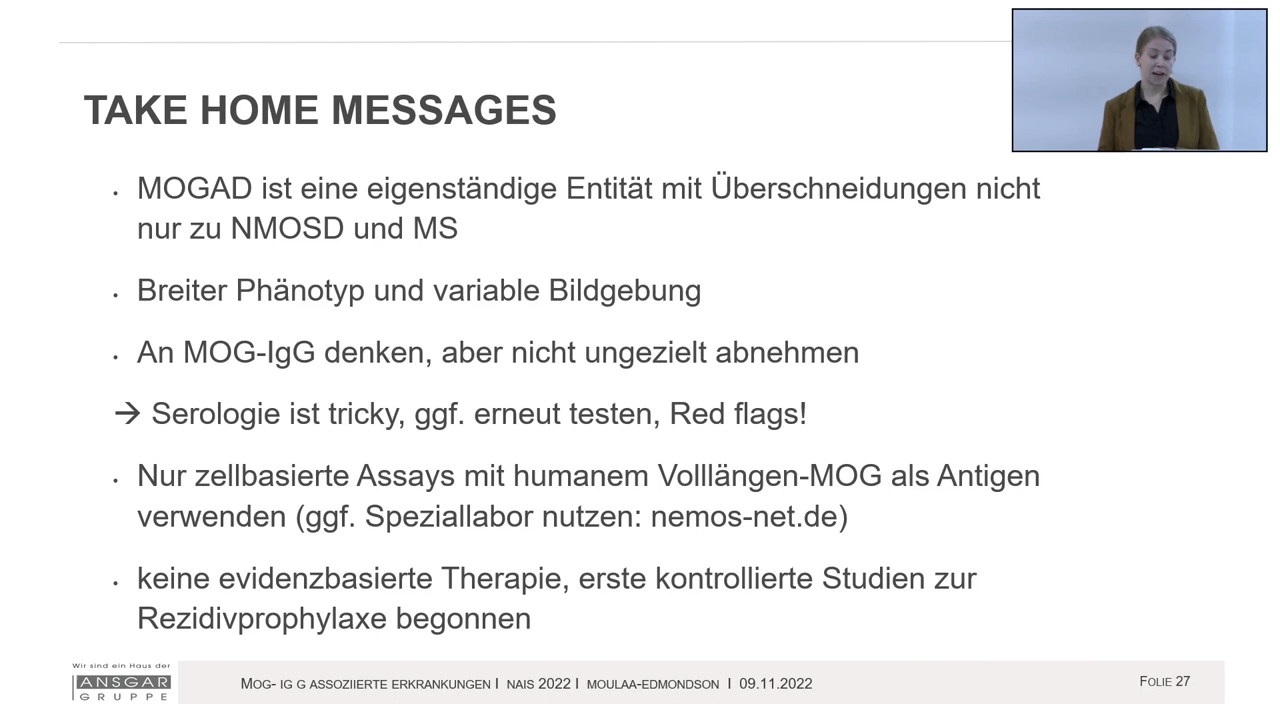 TAKE HOME MESSAGES
• MOGAD ist eine eigenständige Entität mit Überschneidungen nicht
nur zu NMOSD und MS
• Breiter Phänotyp und variable Bildgebung
• An MOG-IgG denken, aber nicht ungezielt abnehmen
→ Serologie ist tricky, ggf. erneut testen, Red flags!
• Nur zellbasierte Assays mit humanem Volllängen-MOG als Antigen
verwenden (ggf. Speziallabor nutzen: nemos-net.de)
• keine evidenzbasierte Therapie, erste kontrollierte Studien zur
Rezidivprophylaxe begonnen
Wir sind ein Haus der
ANSGAR
GRUPPE
MOG- IG G ASSOZIIERTE ERKRANKUNGEN I NAIS 2022 I MOULAA-EDMONDSON I 09.11.2022
FOLIE 27